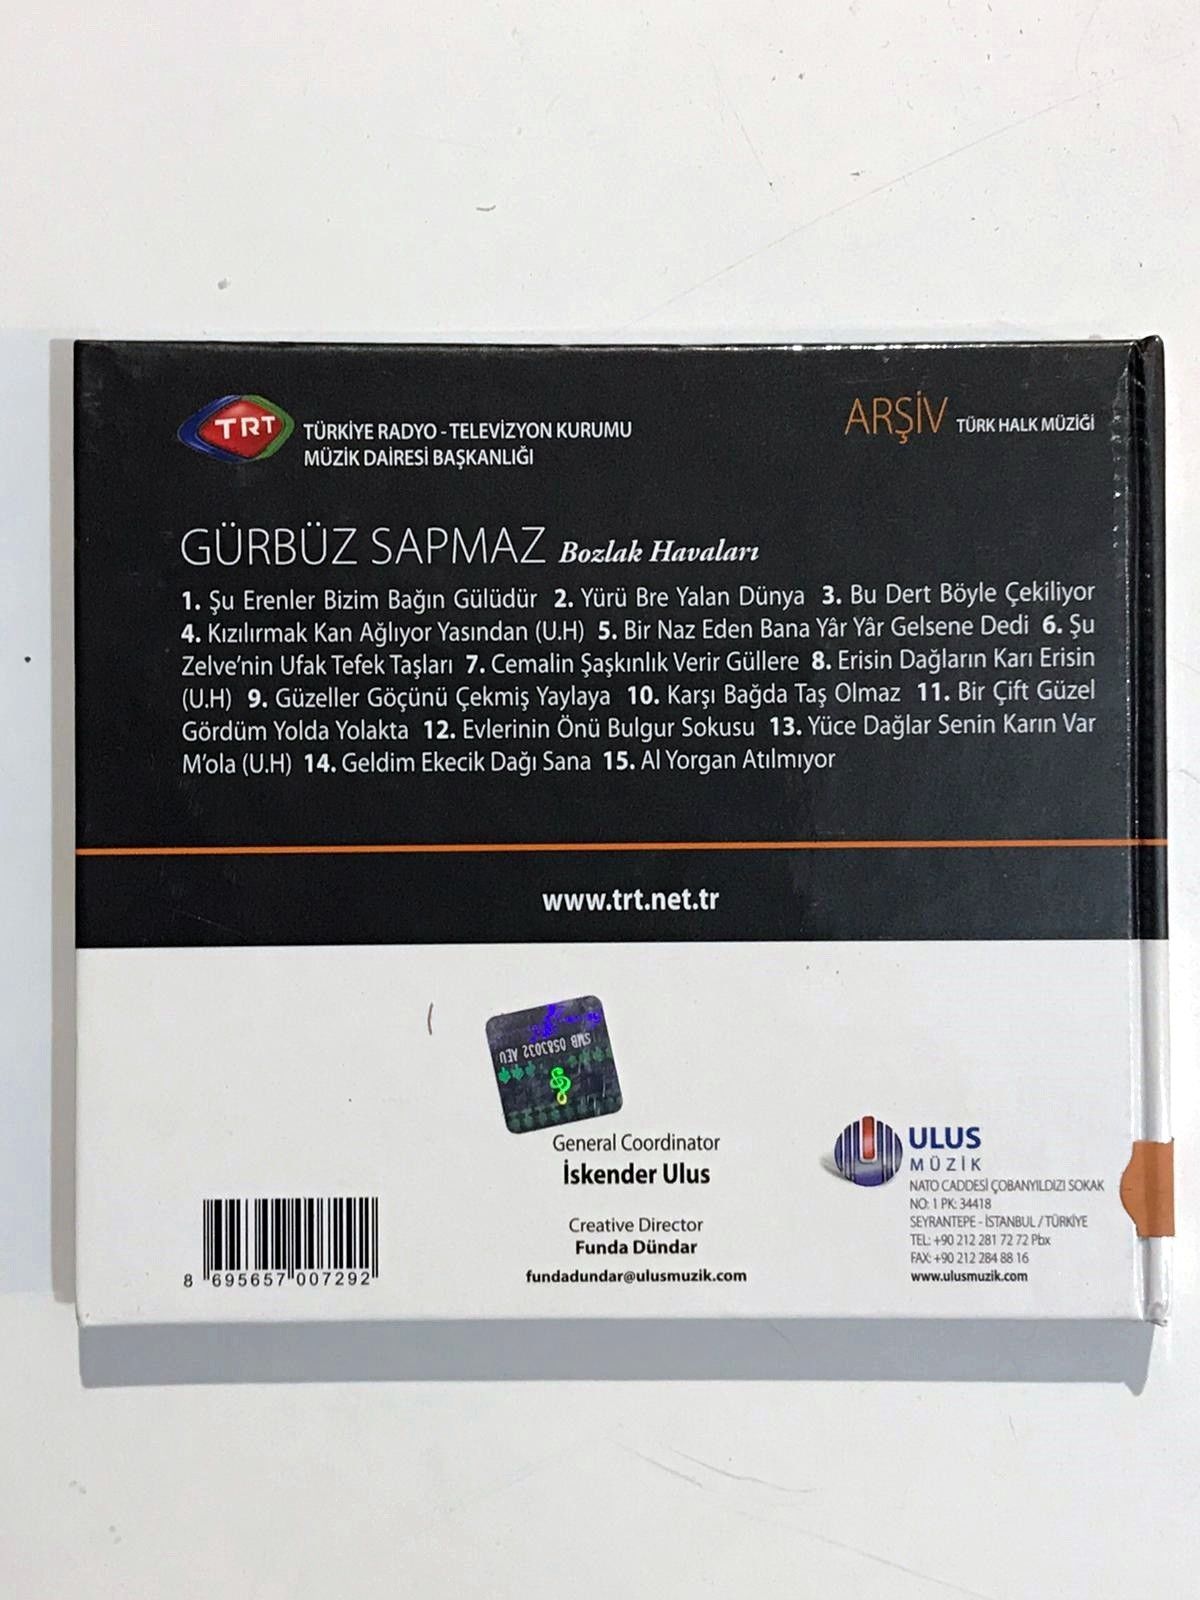 TRT
TÜRKİYE RADYO - TELEVİZYON KURUMU
MÜZİK DAİRESİ BAŞKANLIĞI
ARŞİV TÜRK HALK MÜZİĞİ
GÜRBÜZ SAPMAZ Bozlak Havaları
1. Şu Erenler Bizim Bağın Gülüdür 2. Yürü Bre Yalan Dünya 3. Bu Dert Böyle Çekiliyor
4. Kızılırmak Kan Ağlıyor Yasından (U.H) 5. Bir Naz Eden Bana Yâr Yâr Gelsene Dedi 6. Şu
Zelve'nin Ufak Tefek Taşları 7. Cemalin Şaşkınlık Verir Güllere 8. Erisin Dağların Karı Erisin
(U.H) 9. Güzeller Göçünü Çekmiş Yaylaya 10. Karşı Bağda Taş Olmaz 11. Bir Çift Güzel
Gördüm Yolda Yolakta 12. Evlerinin Önü Bulgur Sokusu 13. Yüce Dağlar Senin Karın Var
M'ola (U.H) 14. Geldim Ekecik Dağı Sana 15. Al Yorgan Atılmıyor
www.trt.net.tr
SMB 0583032 AEU
General Coordinator
İskender Ulus
Creative Director
Funda Dündar
fundadundar@ulusmuzik.com
8 695657 007292
ULUS
MÜZİK
NATO CADDESİ ÇOBANYILDIZI SOKAK
NO: 1 PK: 34418
SEYRANTEPE - İSTANBUL / TÜRKİYE
TEL: +90 212 281 72 72 Pbx
FAX: +90 212 284 88 16
www.ulusmuzik.com